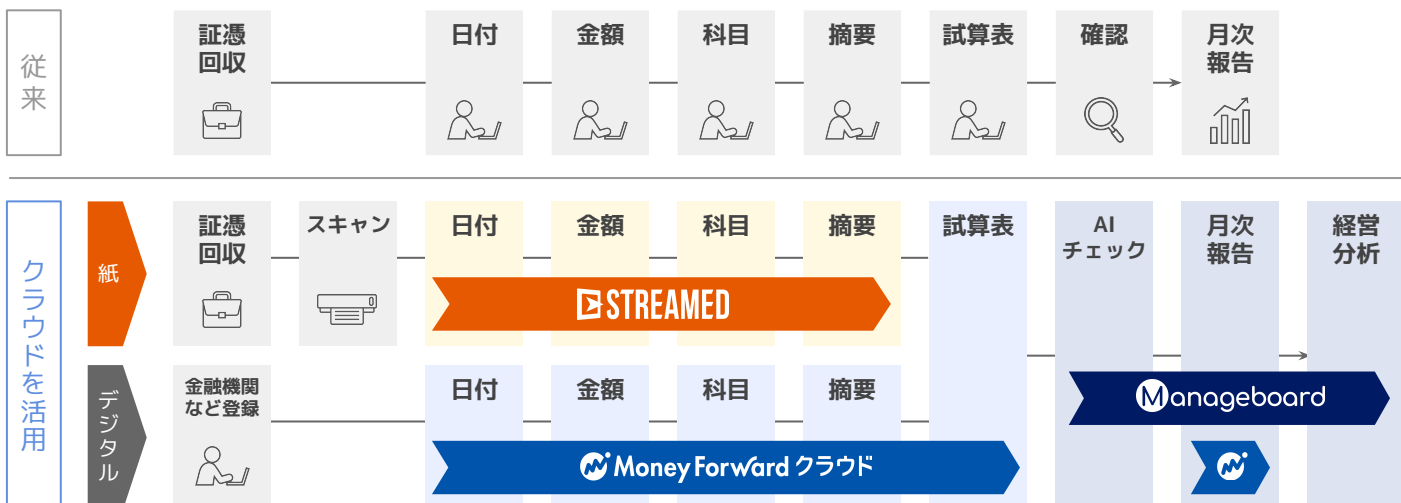 従来
証憑
回収
日付
金額
科目
摘要
試算表
確認
月次
報告
クラウドを活用
紙
証憑
回収
スキャン
日付
金額
科目
摘要
試算表
AI
チェック
月次
報告
経営
分析
STREAMED
デジタル
金融機関
など登録
日付
金額
科目
摘要
Manageboard
Money Forward クラウド